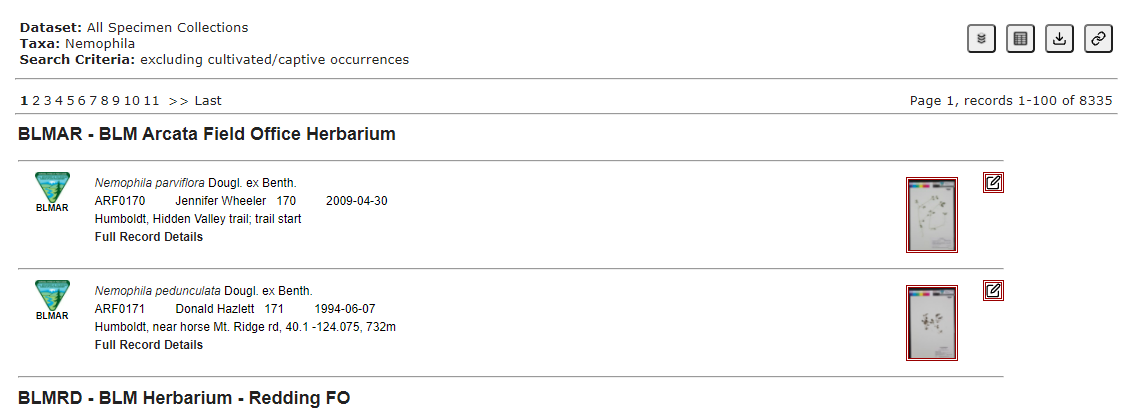 Dataset: All Specimen Collections
Taxa: Nemophila
Search Criteria: excluding cultivated/captive occurrences
1 2 3 4 5 6 7 8 9 10 11 >> Last
Page 1, records 1-100 of 8335
BLMAR - BLM Arcata Field Office Herbarium
BLMAR
Nemophila parviflora Dougl. ex Benth.
ARF0170 Jennifer Wheeler 170 2009-04-30
Humboldt, Hidden Valley trail; trail start
Full Record Details
BLMAR
Nemophila pedunculata Dougl. ex Benth.
ARF0171 Donald Hazlett 171 1994-06-07
Humboldt, near horse Mt. Ridge rd, 40.1 -124.075, 732m
Full Record Details
BLMRD - BLM Herbarium - Redding FO